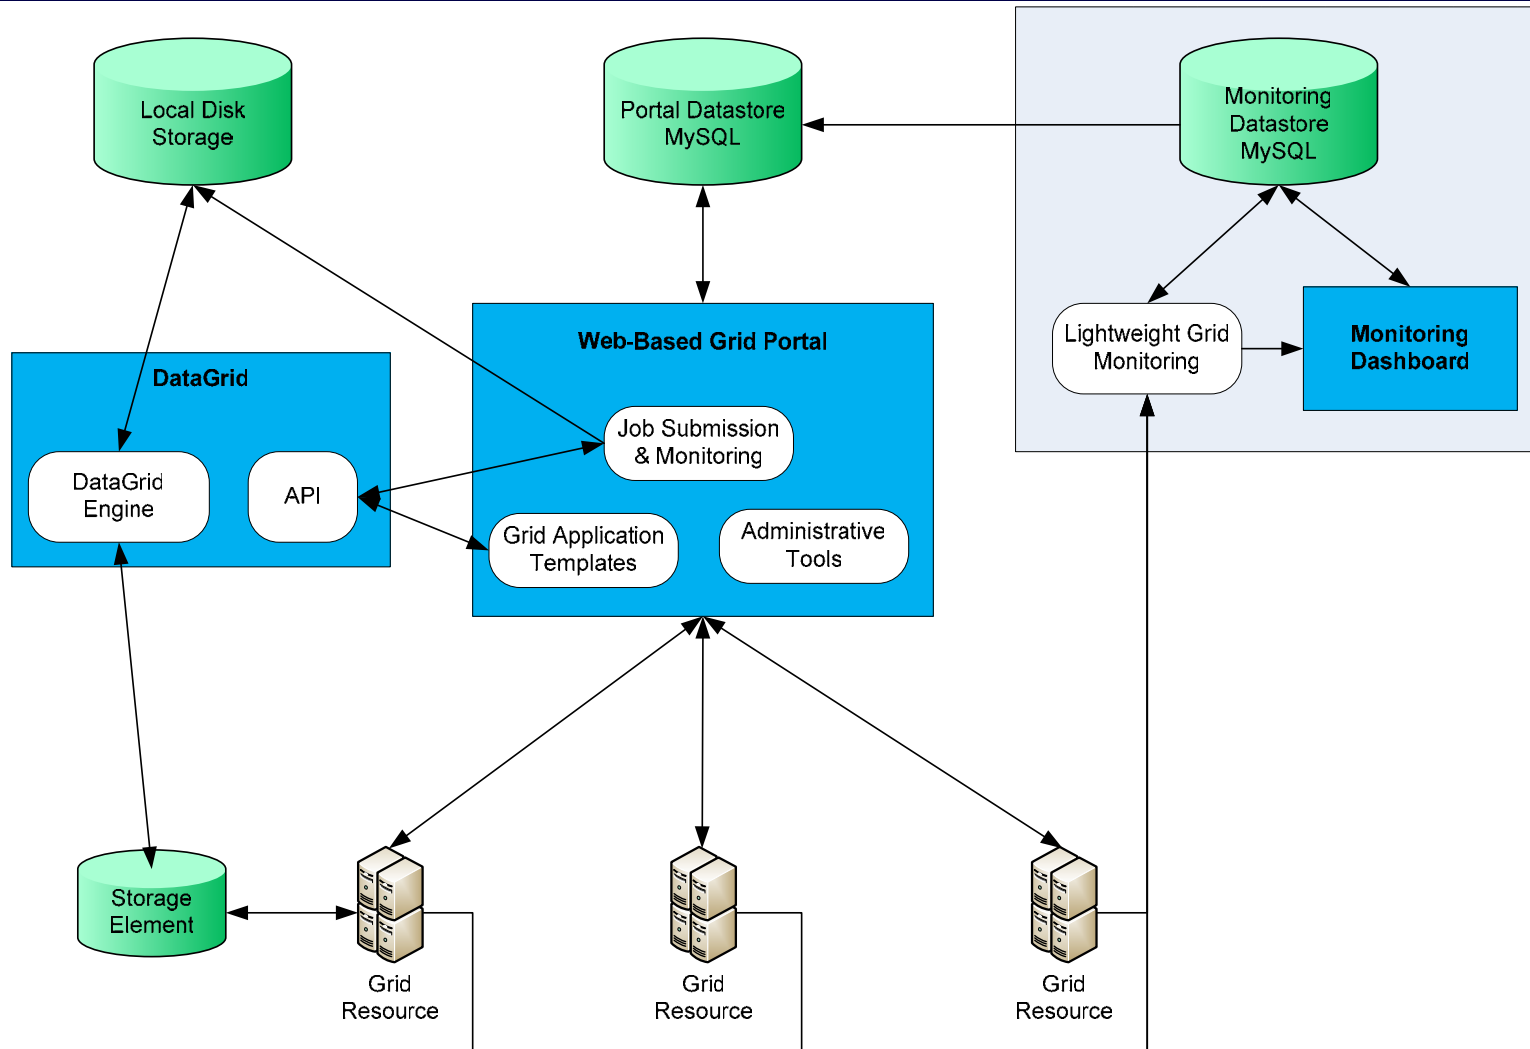 Local Disk
Storage
Portal Datastore
MySQL
Monitoring
Datastore
MySQL
Web-Based Grid Portal
Lightweight Grid
Monitoring
Monitoring
Dashboard
DataGrid
Job Submission
& Monitoring
DataGrid
Engine
API
Grid Application
Templates
Administrative
Tools
Storage
Element
Grid
Resource
Grid
Resource
Grid
Resource